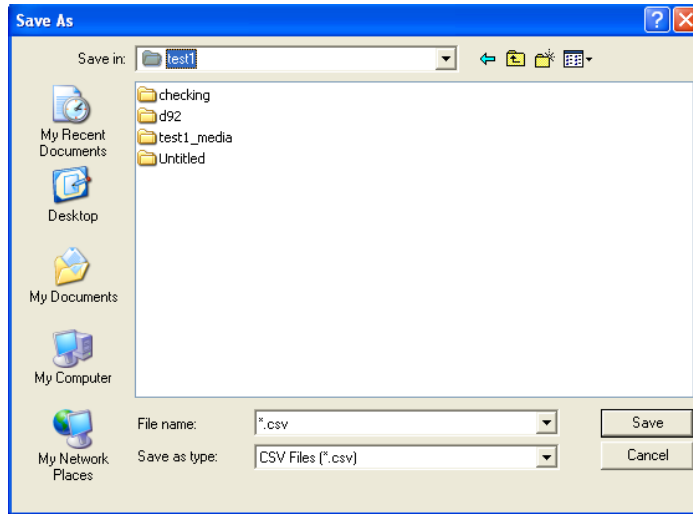 Save As
Save in:
test1
My Recent
Documents
Desktop
My Documents
My Computer
My Network
Places
checking
d92
test1_media
Untitled
File name:
*.csv
Save
Save as type:
CSV Files (*.csv)
Cancel